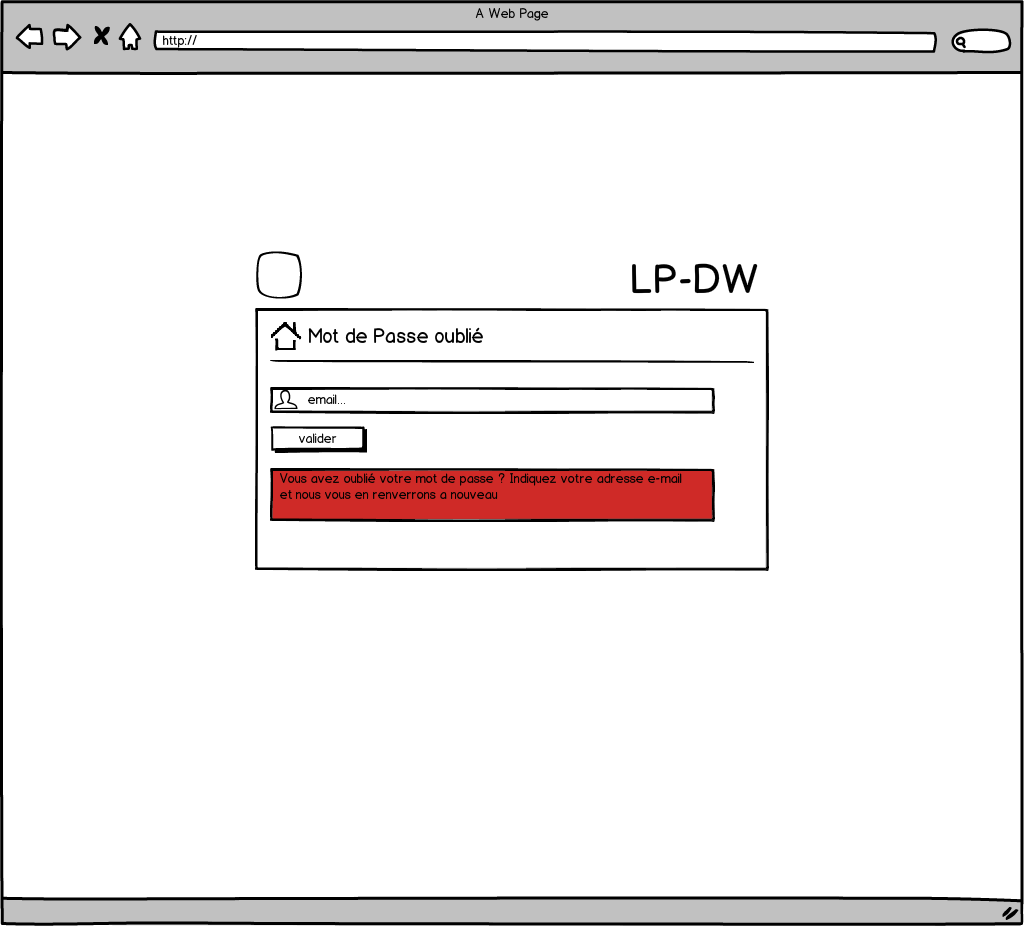 A Web Page
http://
LP-DW
Mot de Passe oublié
email...
valider
Vous avez oublié votre mot de passe ? Indiquez votre adresse e-mail
et nous vous en renverrons a nouveau